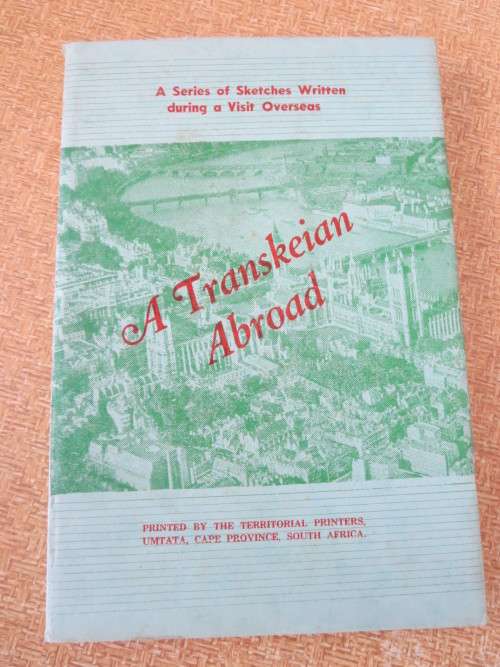 A Series of Sketches Written
during a Visit Overseas
A Transkeian
Abroad
PRINTED BY THE TERRITORIAL PRINTERS,
UMTATA, CAPE PROVINCE, SOUTH AFRICA.